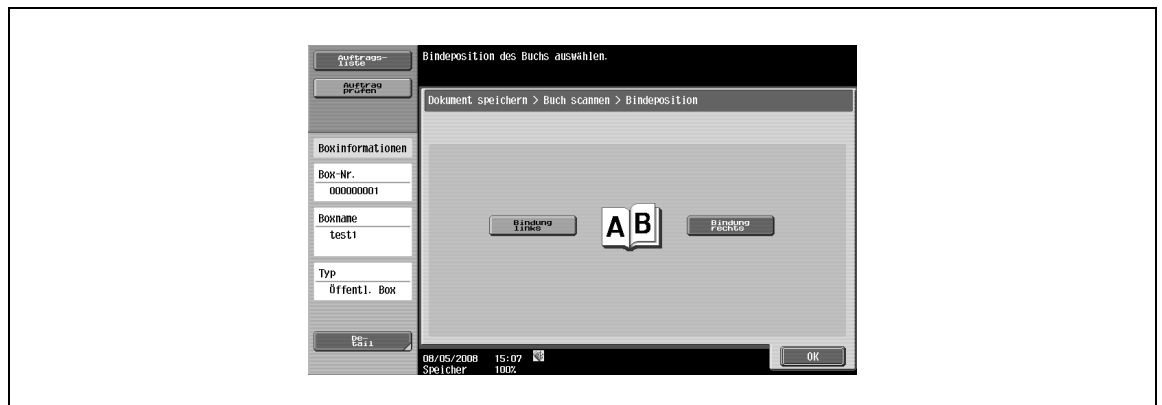 Auftrags-
liste
Auftrag
prüfen
Bindeposition des Buchs auswählen.
Dokument speichern > Buch scannen > Bindeposition
Boxinformationen
Box-Nr.
000000001
Boxname
test1
Typ
Öffentl. Box
De-
tail
Bindung
links
A B
Bindung
rechts
08/05/2008 15:07
Speicher 100%
OK